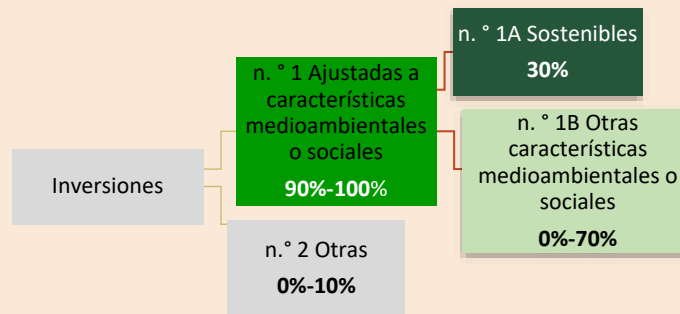 Inversiones
n. ° 1 Ajustadas a
características
medioambientales
o sociales
90%-100%
n.° 2 Otras
0%-10%
n. ° 1A Sostenibles
30%
n. ° 1B Otras
características
medioambientales o
sociales
0%-70%